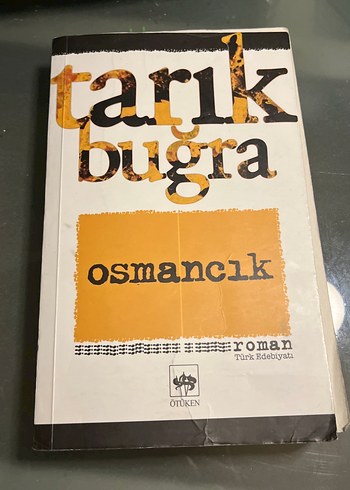 tarık
buğra
osmancık
roman
Türk Edebiyatı
ÖTÜKEN